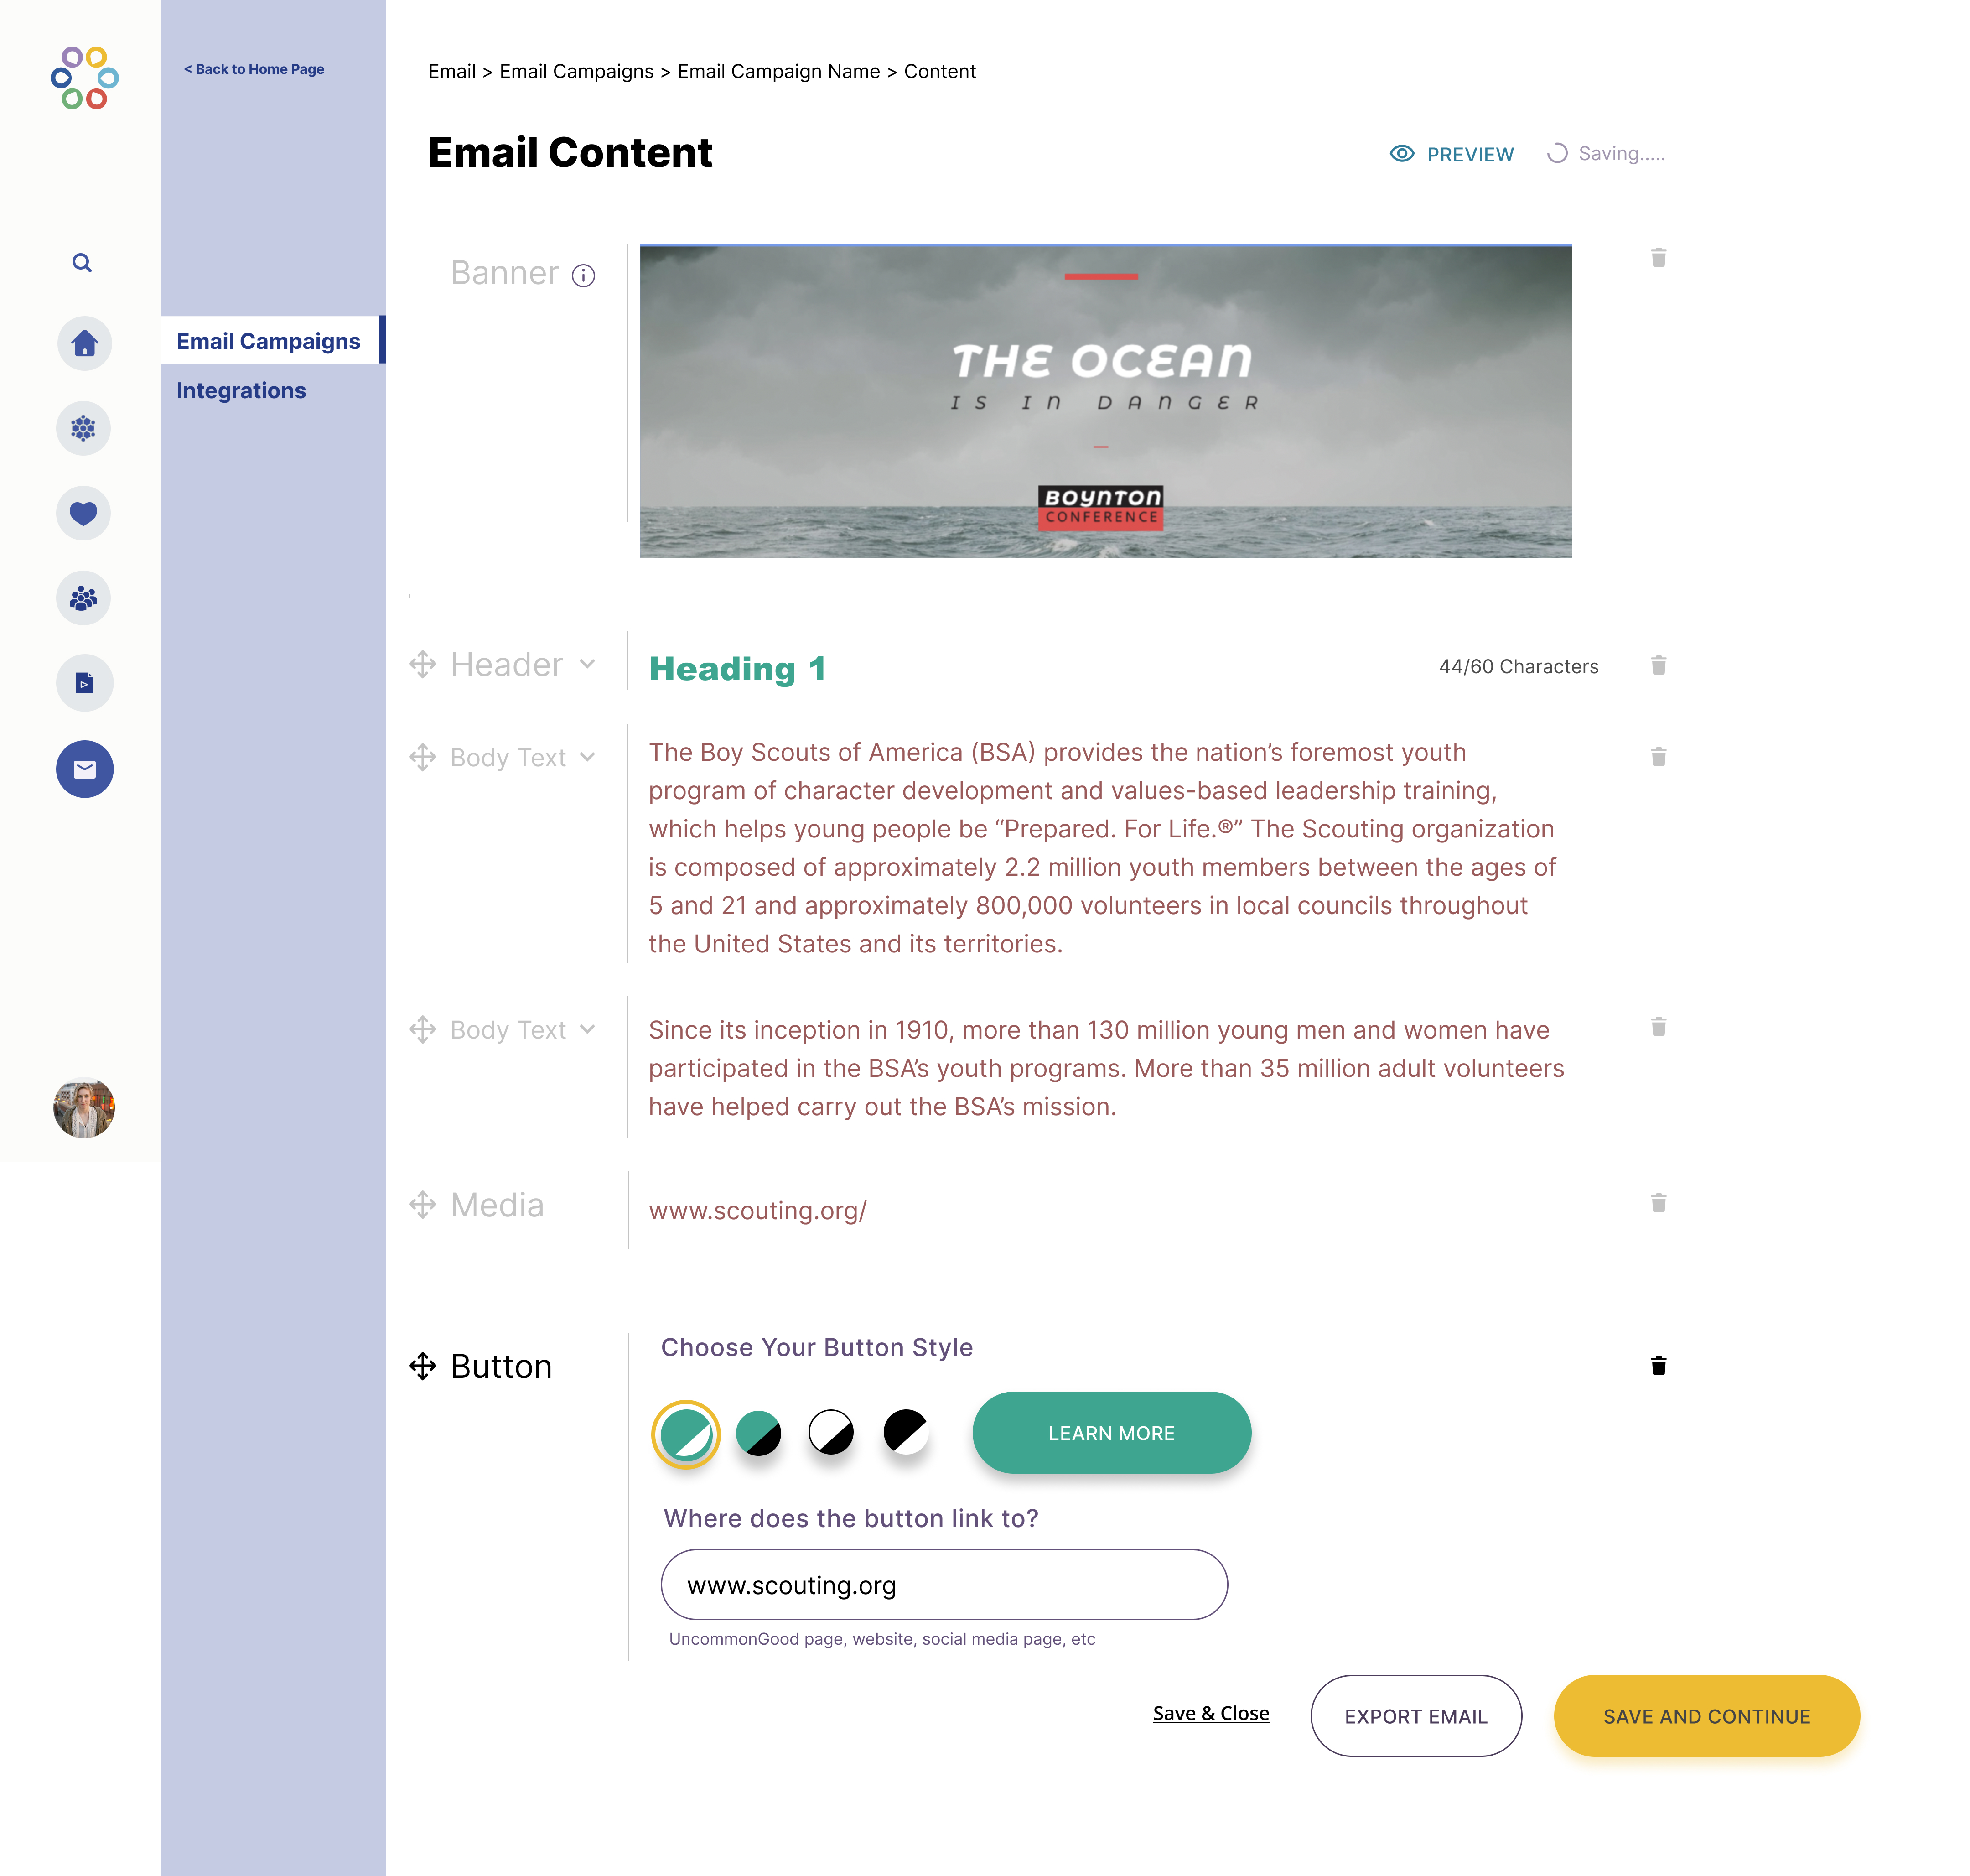 < Back to Home Page
Email > Email Campaigns > Email Campaign Name > Content
Email Content
PREVIEW
Saving.....
Email Campaigns
Integrations
Banner
THE OCEAN
IS IN DANGER
BOYNTON
CONFERENCE
Header
Heading 1
44/60 Characters
Body Text
The Boy Scouts of America (BSA) provides the nation’s foremost youth
program of character development and values-based leadership training,
which helps young people be “Prepared. For Life.®” The Scouting organization
is composed of approximately 2.2 million youth members between the ages of
5 and 21 and approximately 800,000 volunteers in local councils throughout
the United States and its territories.
Body Text
Since its inception in 1910, more than 130 million young men and women have
participated in the BSA’s youth programs. More than 35 million adult volunteers
have helped carry out the BSA’s mission.
Media
www.scouting.org/
Button
Choose Your Button Style
LEARN MORE
Where does the button link to?
www.scouting.org
UncommonGood page, website, social media page, etc
Save & Close
EXPORT EMAIL
SAVE AND CONTINUE